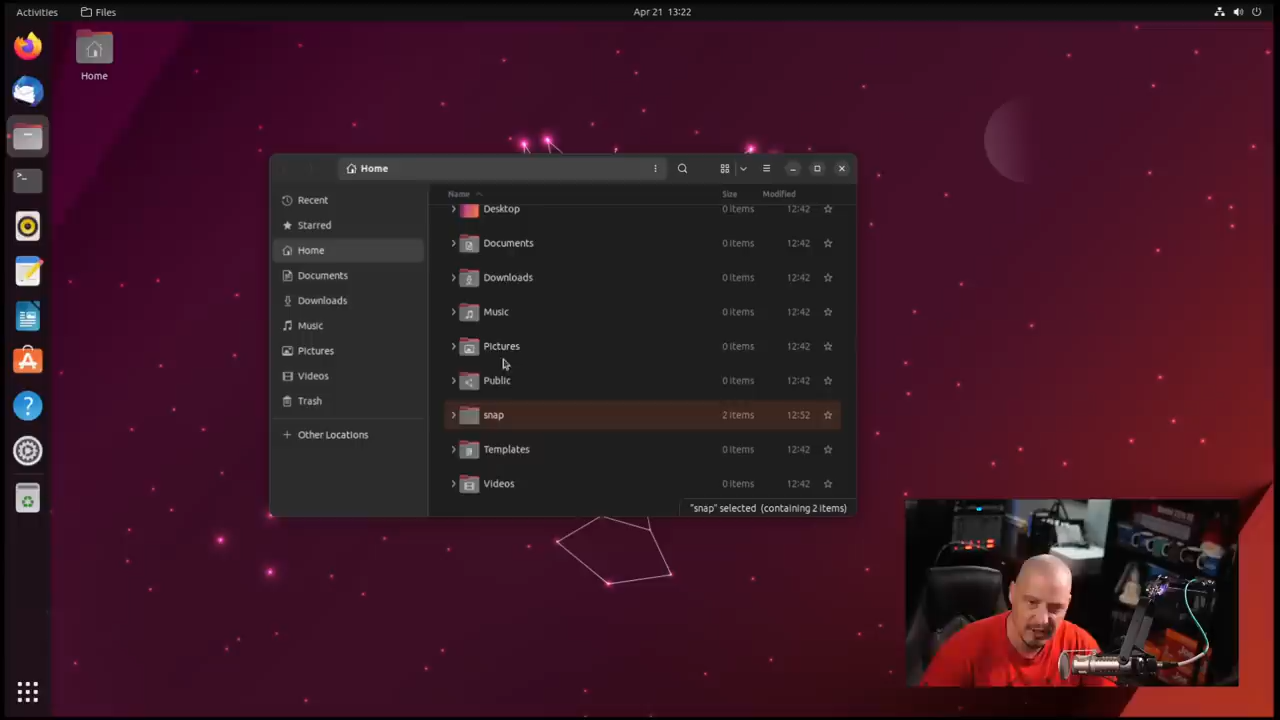 Activities
Files
Apr 21 13:22
Home
Home
Recent
Starred
Home
Documents
Downloads
Music
Pictures
Videos
Trash
Other Locations
Name Size Modified
Desktop 0 items 12:42
Documents 0 items 12:42
Downloads 0 items 12:42
Music 0 items 12:42
Pictures 0 items 12:42
Public 0 items 12:42
snap 2 items 12:52
Templates 0 items 12:42
Videos 0 items 12:42
"snap" selected (containing 2 items)